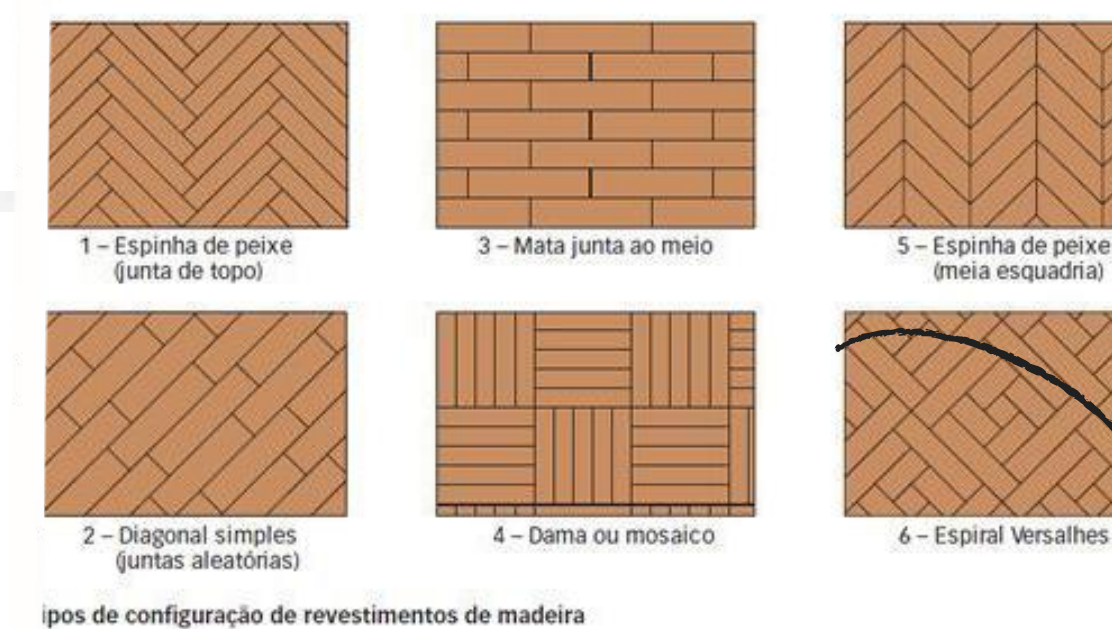 1 – Espinha de peixe
(junta de topo)
3 – Mata junta ao meio
5 – Espinha de peixe
(meia esquadria)
2 – Diagonal simples
(juntas aleatórias)
4 – Dama ou mosaico
6 – Espiral Versalhes
ipos de configuração de revestimentos de madeira